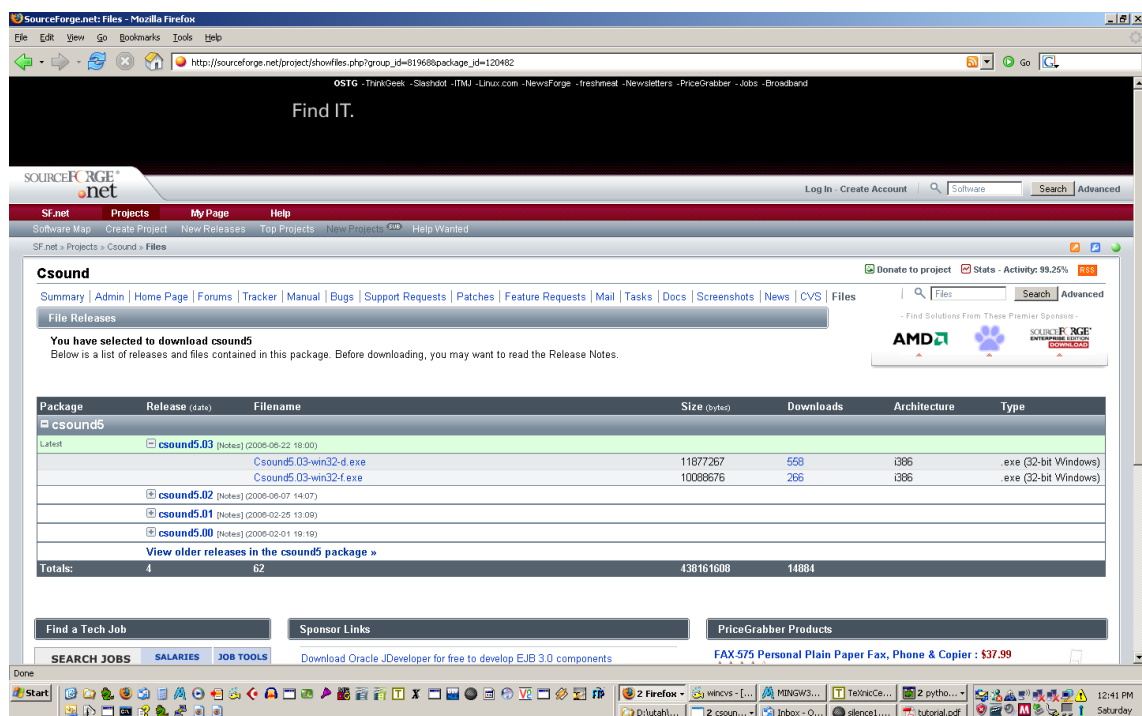 SourceForge.net: Files - Mozilla Firefox
File Edit View Go Bookmarks Tools Help
http://sourceforge.net/project/showfiles.php?group_id=81968&package_id=120482 Go
OSTG - ThinkGeek - Slashdot - ITMJ - Linux.com - NewsForge - freshmeat - Newsletters - PriceGrabber - Jobs - Broadband
Find IT.
SOURCEFORGE®
.net
Log In - Create Account Software Search Advanced
SF.net Projects My Page Help
Software Map Create Project New Releases Top Projects New Projects SUB Help Wanted
SF.net » Projects » Csound » Files
Csound
Donate to project Stats - Activity: 99.25% RSS
Summary | Admin | Home Page | Forums | Tracker | Manual | Bugs | Support Requests | Patches | Feature Requests | Mail | Tasks | Docs | Screenshots | News | CVS | Files | Files Search Advanced
File Releases
- Find Solutions From These Premier Sponsors -
You have selected to download csound5
Below is a list of releases and files contained in this package. Before downloading, you may want to read the Release Notes.
AMD
SOURCEFORGE®
ENTERPRISE EDITION
DOWNLOAD
Package Release (date) Filename Size (bytes) Downloads Architecture Type
csound5
Latest csound5.03 [Notes] (2006-06-22 18:00)
Csound5.03-win32-d.exe 11877267 558 i386 .exe (32-bit Windows)
Csound5.03-win32-f.exe 10088676 266 i386 .exe (32-bit Windows)
csound5.02 [Notes] (2006-06-07 14:07)
csound5.01 [Notes] (2006-02-25 13:09)
csound5.00 [Notes] (2006-02-01 19:19)
View older releases in the csound5 package »
Totals: 4 62 438161608 14884
Find a Tech Job Sponsor Links PriceGrabber Products
SEARCH JOBS SALARIES JOB TOOLS Download Oracle JDeveloper for free to develop EJB 3.0 components FAX-575 Personal Plain Paper Fax, Phone & Copier : $37.99
Done
Start 2 Firefox wincvs - [... MINGW3... TeXnicCe... 2 pytho... 12:41 PM
D:\utah\... 2 csoun... Inbox - O... silence1.... tutorial.pdf Saturday